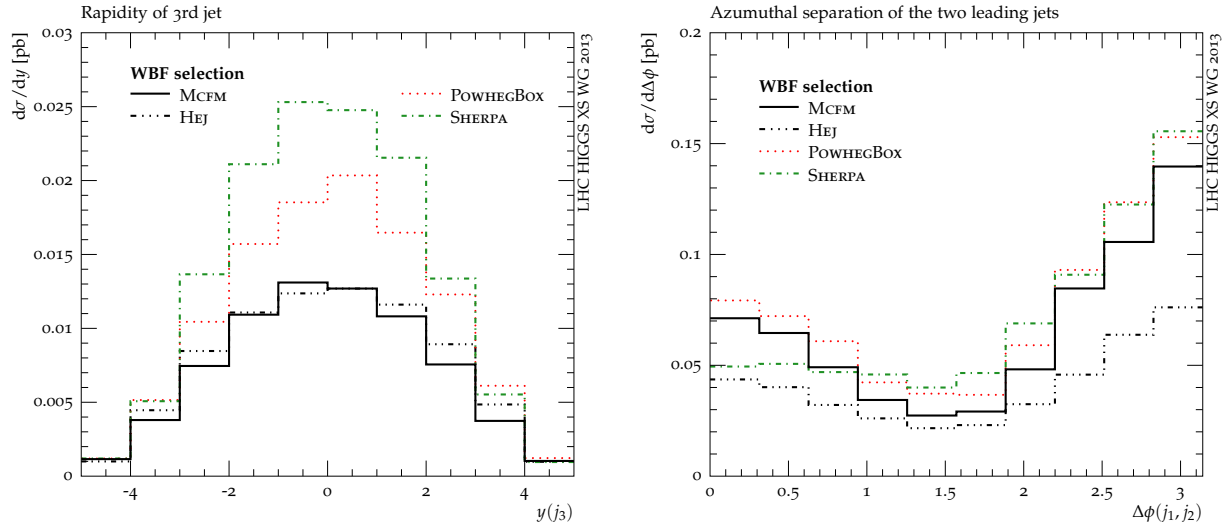 Rapidity of 3rd jet
dσ/dy [pb]
0.03
0.025
0.02
0.015
0.01
0.005
0
WBF selection
MCFM
HEJ
POWHEGBOX
SHERPA
LHC HIGGS XS WG 2013
-4
-2
0
2
4
y(j₃)
Azumuthal separation of the two leading jets
dσ/dΔϕ [pb]
0.2
0.15
0.1
0.05
0
WBF selection
MCFM
HEJ
POWHEGBOX
SHERPA
LHC HIGGS XS WG 2013
0
0.5
1
1.5
2
2.5
3
Δϕ(j₁, j₂)